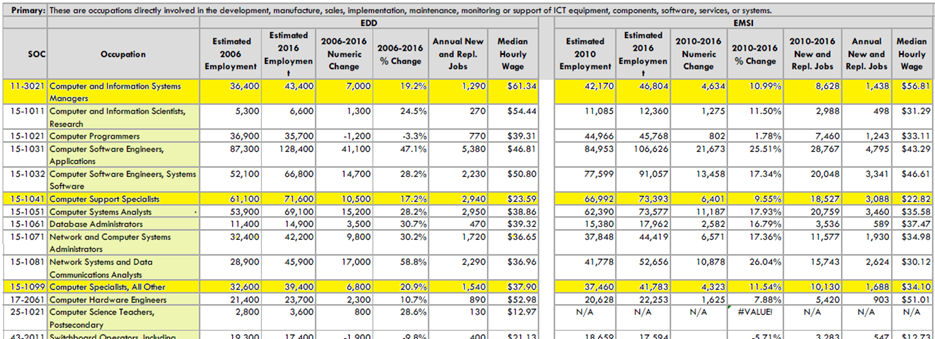 Primary: These are occupations directly involved in the development, manufacture, sales, implementation, maintenance, monitoring or support of ICT equipment, components, software, services, or systems.
EDD EMSI
SOC Occupation Estimated 2006 Employment Estimated 2016 Employmen t 2006-2016 Numeric Change 2006-2016 % Change Annual New and Repl. Jobs Median Hourly Wage Estimated 2010 Employment Estimated 2016 Employmen t 2010-2016 Numeric Change 2010-2016 % Change 2010-2016 New and Repl. Jobs Annual New and Repl. Jobs Median Hourly Wage
11-3021 Computer and Information Systems Managers 36,400 43,400 7,000 19.2% 1,290 $61.34 42,170 46,804 4,634 10.99% 8,628 1,438 $56.81
15-1011 Computer and Information Scientists, Research 5,300 6,600 1,300 24.5% 270 $54.44 11,085 12,360 1,275 11.50% 2,988 498 $31.29
15-1021 Computer Programmers 36,900 35,700 -1,200 -3.3% 770 $39.31 44,966 45,768 802 1.78% 7,460 1,243 $33.11
15-1031 Computer Software Engineers, Applications 87,300 128,400 41,100 47.1% 5,380 $46.81 84,953 106,626 21,673 25.51% 28,767 4,795 $43.29
15-1032 Computer Software Engineers, Systems Software 52,100 66,800 14,700 28.2% 2,230 $50.80 77,599 91,057 13,458 17.34% 20,048 3,341 $46.61
15-1041 Computer Support Specialists 61,100 71,600 10,500 17.2% 2,940 $23.59 66,992 73,393 6,401 9.55% 18,527 3,088 $22.82
15-1051 Computer Systems Analysts 53,900 69,100 15,200 28.2% 2,950 $38.86 62,390 73,577 11,187 17.93% 20,759 3,460 $35.58
15-1061 Database Administrators 11,400 14,900 3,500 30.7% 470 $39.32 15,380 17,962 2,582 16.79% 3,536 589 $37.47
15-1071 Network and Computer Systems Administrators 32,400 42,200 9,800 30.2% 1,720 $36.65 37,848 44,419 6,571 17.36% 11,577 1,930 $34.98
15-1081 Network Systems and Data Communications Analysts 28,900 45,900 17,000 58.8% 2,290 $36.96 41,778 52,656 10,878 26.04% 15,743 2,624 $30.12
15-1099 Computer Specialists, All Other 32,600 39,400 6,800 20.9% 1,540 $37.90 37,460 41,783 4,323 11.54% 10,130 1,688 $34.10
17-2061 Computer Hardware Engineers 21,400 23,700 2,300 10.7% 890 $52.98 20,628 22,253 1,625 7.88% 5,420 903 $51.01
25-1021 Computer Science Teachers, Postsecondary 2,800 3,600 800 28.6% 130 $12.97 N/A N/A N/A #VALUE! N/A N/A N/A
43-2011 Switchboard Operators, Including 19,300 17,400 -1,900 -9.8% 400 $21.13 18,659 17,594 -5.71% 3,283 547 $12.73